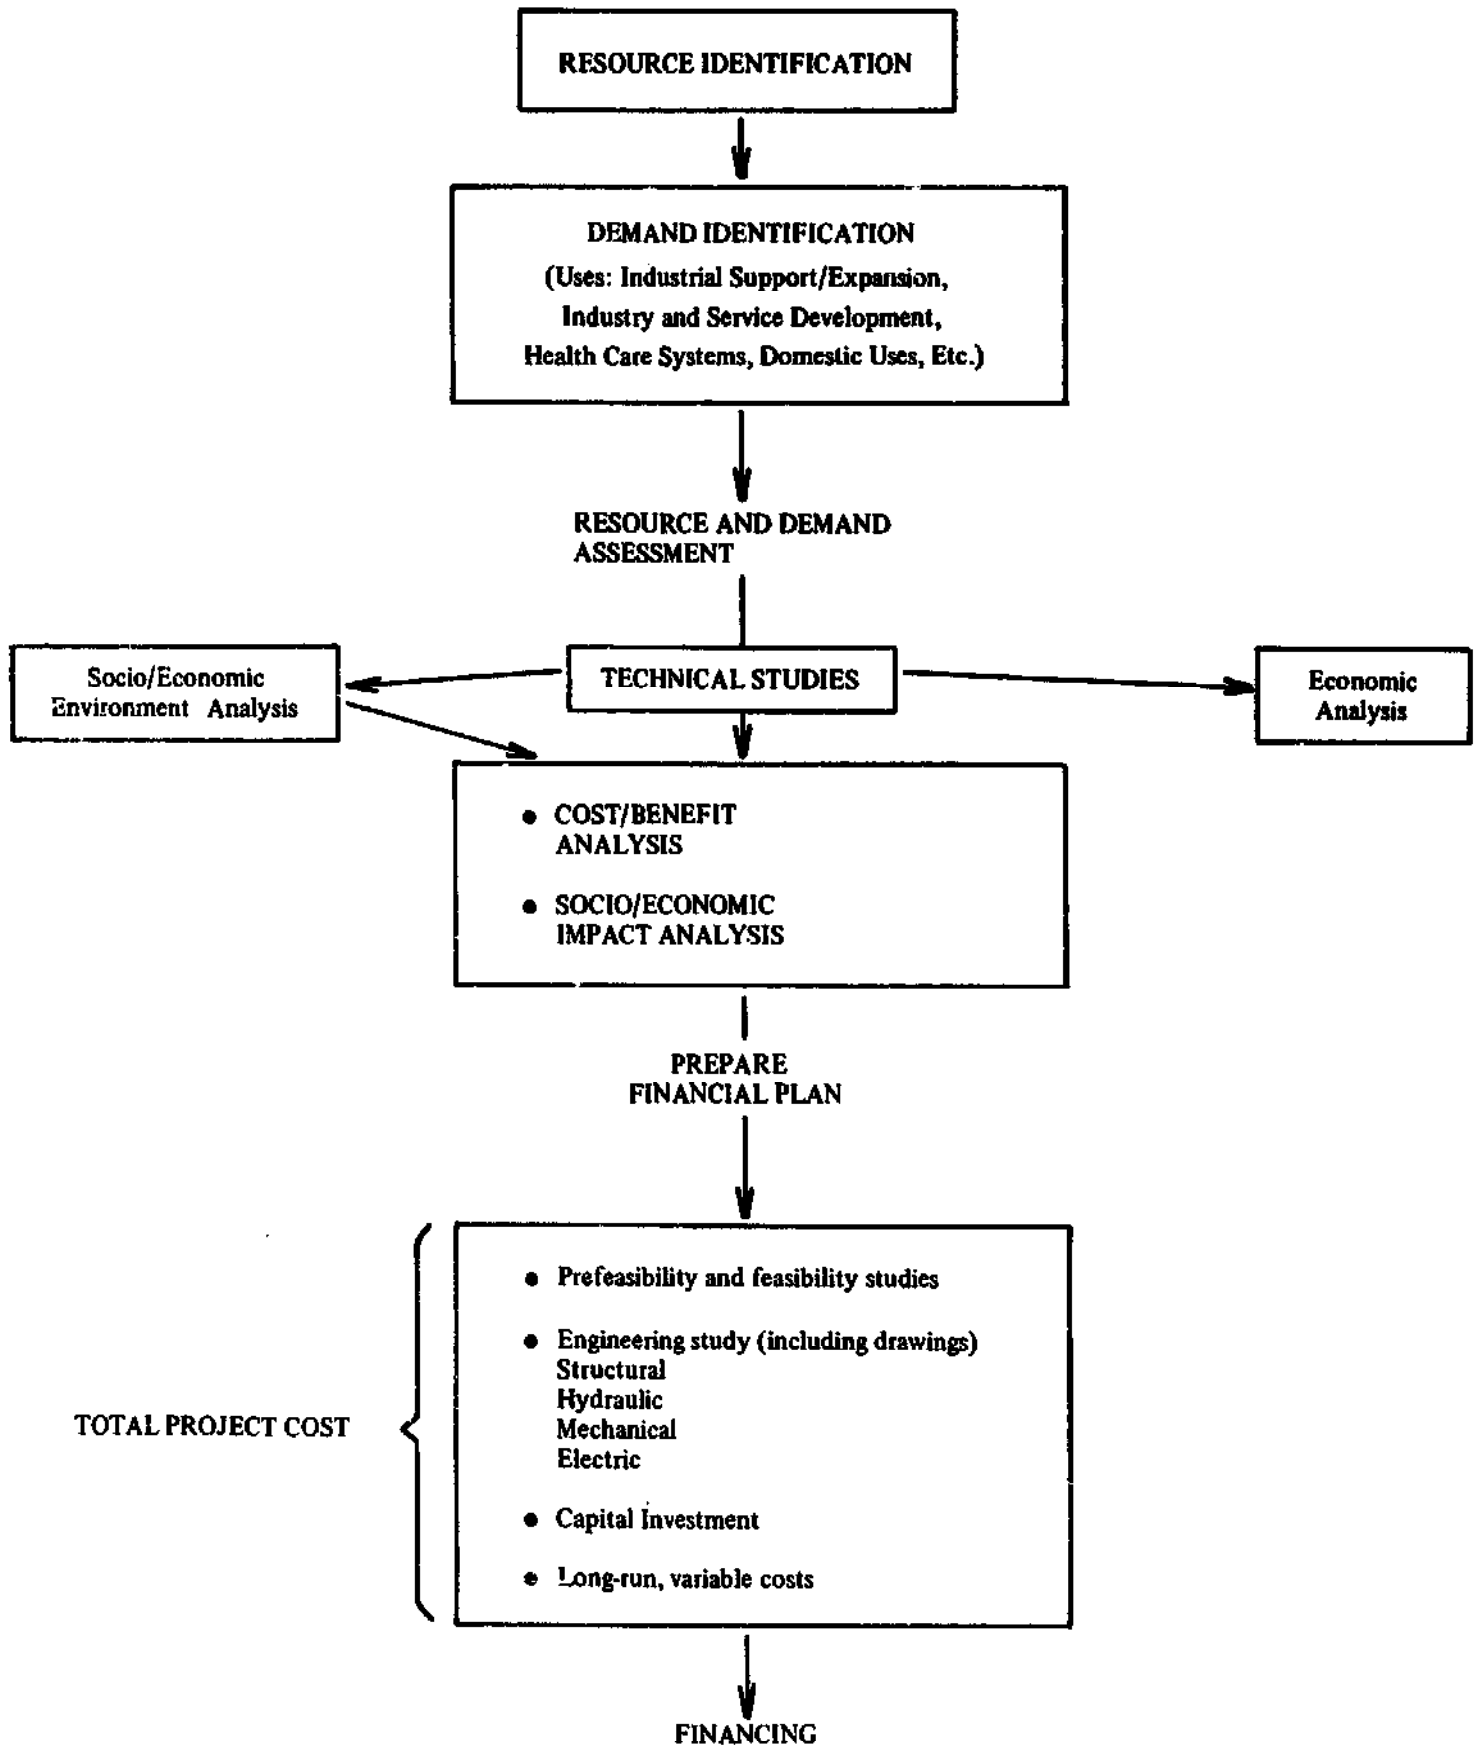 RESOURCE IDENTIFICATION
DEMAND IDENTIFICATION
(Uses: Industrial Support/Expansion,
Industry and Service Development,
Health Care Systems, Domestic Uses, Etc.)
RESOURCE AND DEMAND
ASSESSMENT
Socio/Economic
Environment Analysis
TECHNICAL STUDIES
Economic
Analysis
● COST/BENEFIT
ANALYSIS
● SOCIO/ECONOMIC
IMPACT ANALYSIS
PREPARE
FINANCIAL PLAN
TOTAL PROJECT COST
● Prefeasibility and feasibility studies
● Engineering study (including drawings)
Structural
Hydraulic
Mechanical
Electric
● Capital Investment
● Long-run, variable costs
FINANCING